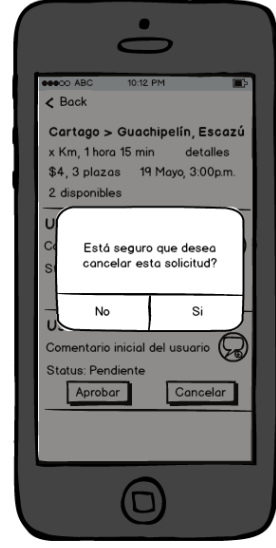 ABC 10:12 PM
< Back
Cartago > Guachipelín, Escazú
x Km, 1 hora 15 min detalles
$4, 3 plazas 19 Mayo, 3:00p.m.
2 disponibles
Está seguro que desea
cancelar esta solicitud?
No Si
Comentario inicial del usuario
Status: Pendiente
Aprobar Cancelar